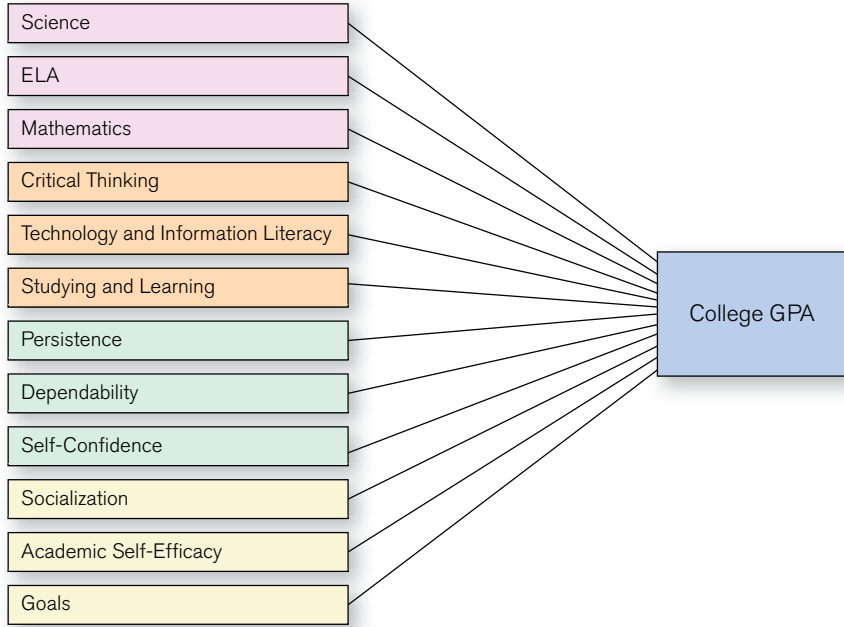 Science
ELA
Mathematics
Critical Thinking
Technology and Information Literacy
Studying and Learning
Persistence
Dependability
Self-Confidence
Socialization
Academic Self-Efficacy
Goals
College GPA